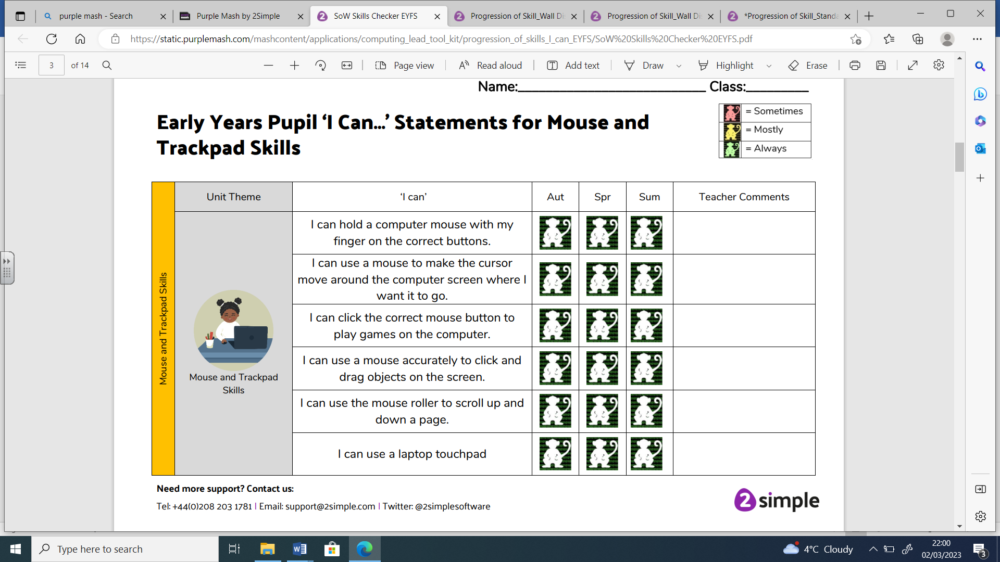 purple mash - Search
Purple Mash by 2Simple
SoW Skills Checker EYFS
Progression of Skill_Wall Di
Progression of Skill_Wall Di
*Progression of Skill_Standa
https://static.purplemash.com/mashcontent/applications/computing_lead_tool_kit/progression_of_skills_I_can_EYFS/SoW%20Skills%20Checker%20EYFS.pdf
3 of 14
Page view
Read aloud
Add text
Draw
Highlight
Erase
Name:____________________________ Class:__________
Early Years Pupil ‘I Can...’ Statements for Mouse and
Trackpad Skills
= Sometimes
= Mostly
= Always
Unit Theme
‘I can’
Aut
Spr
Sum
Teacher Comments
Mouse and Trackpad Skills
Mouse and Trackpad
Skills
I can hold a computer mouse with my
finger on the correct buttons.
I can use a mouse to make the cursor
move around the computer screen where I
want it to go.
I can click the correct mouse button to
play games on the computer.
I can use a mouse accurately to click and
drag objects on the screen.
I can use the mouse roller to scroll up and
down a page.
I can use a laptop touchpad
Need more support? Contact us:
Tel: +44(0)208 203 1781 | Email: support@2simple.com | Twitter: @2simplesoftware
2 simple
Type here to search
4°C Cloudy
22:00
02/03/2023
3